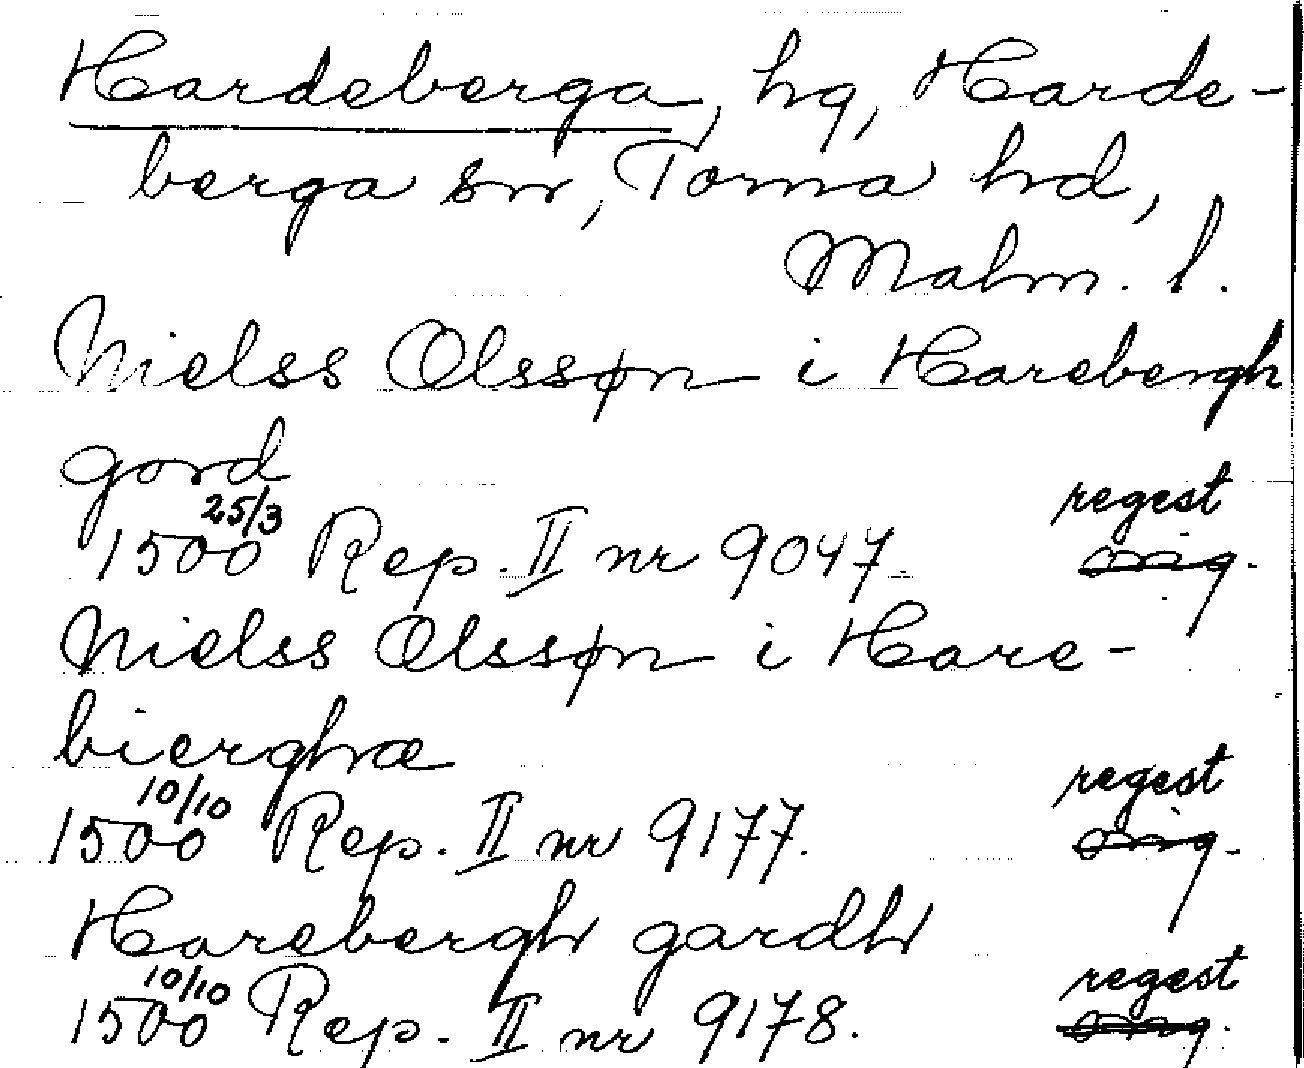 Hardeberga, hg, Harde-
berga sn, Torna hd,
Malm. l.
Nielss Olssøn i Harebergh
gord
25/3 regest
1500 Rep. II nr 9047 orig.
Nielss Olssøn i Hare-
bierghæ
10/10 regest
1500 Rep. II nr 9177. orig.
Harebergh gardh
10/10 regest
1500 Rep. II nr 9178. orig.